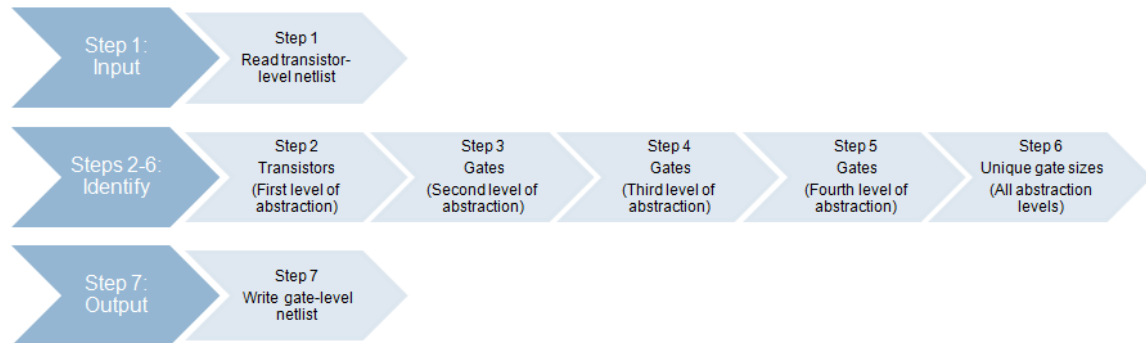 Step 1:
Input
Step 1
Read transistor-
level netlist
Steps 2-6:
Identify
Step 2
Transistors
(First level of
abstraction)
Step 3
Gates
(Second level of
abstraction)
Step 4
Gates
(Third level of
abstraction)
Step 5
Gates
(Fourth level of
abstraction)
Step 6
Unique gate sizes
(All abstraction
levels)
Step 7:
Output
Step 7
Write gate-level
netlist